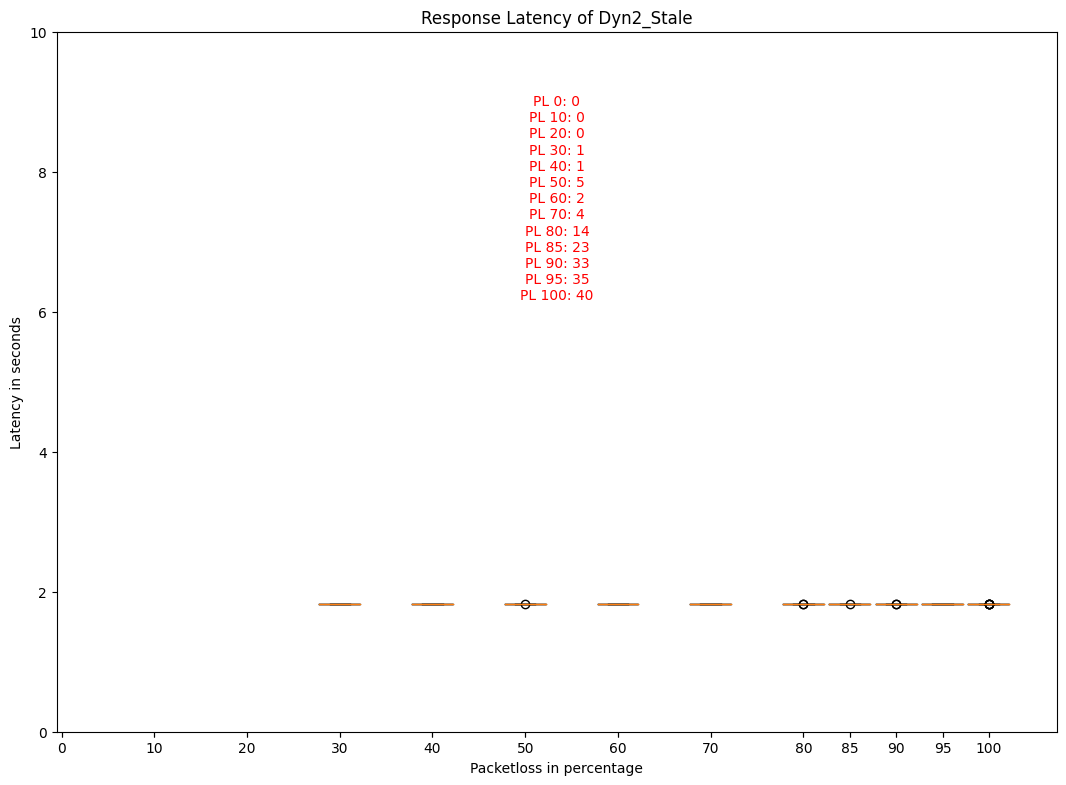 Response Latency of Dyn2_Stale
10
PL 0: 0
PL 10: 0
PL 20: 0
PL 30: 1
PL 40: 1
PL 50: 5
PL 60: 2
PL 70: 4
PL 80: 14
PL 85: 23
PL 90: 33
PL 95: 35
PL 100: 40
8
6
4
2
0
Latency in seconds
0 10 20 30 40 50 60 70 80 85 90 95 100
Packetloss in percentage